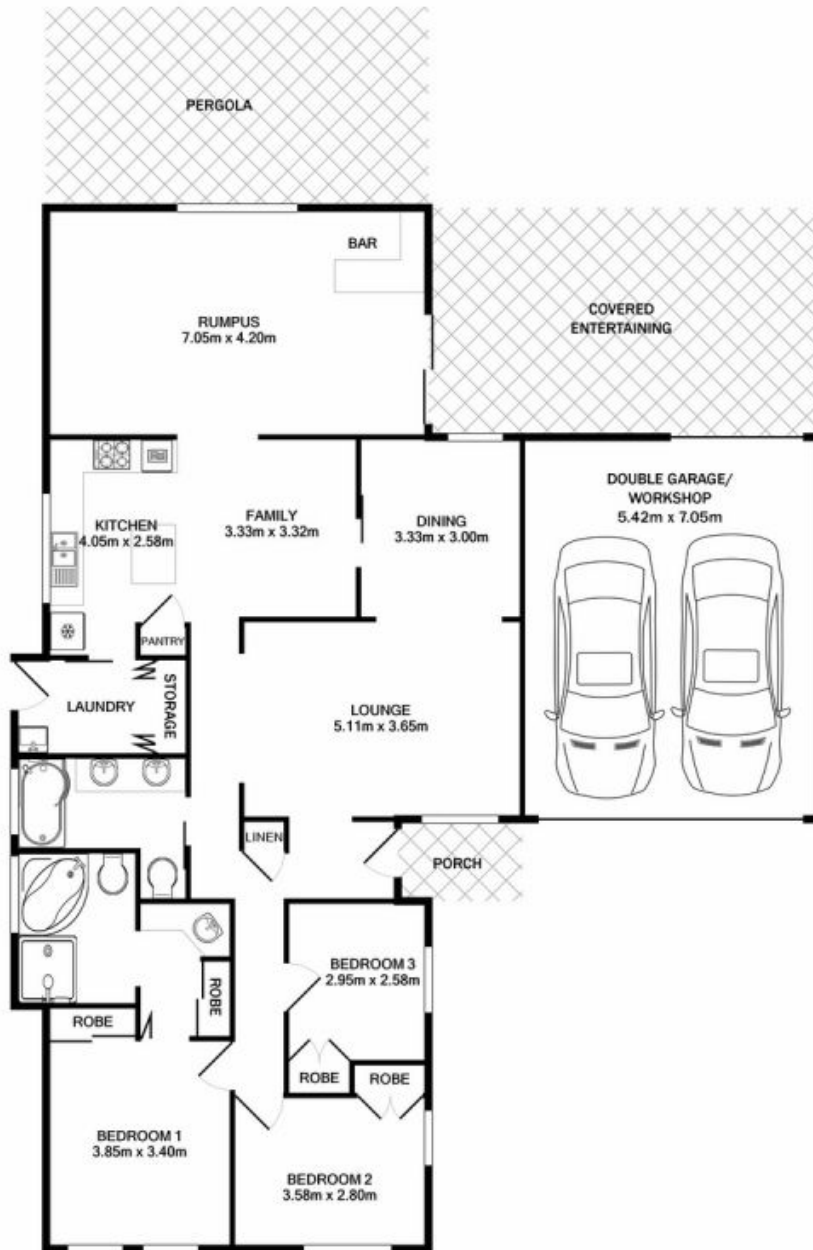 PERGOLA
BAR
RUMPUS
7.05m x 4.20m
COVERED
ENTERTAINING
KITCHEN
4.05m x 2.58m
FAMILY
3.33m x 3.32m
DINING
3.33m x 3.00m
DOUBLE GARAGE/
WORKSHOP
5.42m x 7.05m
PANTRY
LAUNDRY
STORAGE
LOUNGE
5.11m x 3.65m
LINEN
PORCH
BEDROOM 3
2.95m x 2.58m
ROBE
ROBE
ROBE
ROBE
BEDROOM 1
3.85m x 3.40m
BEDROOM 2
3.58m x 2.80m